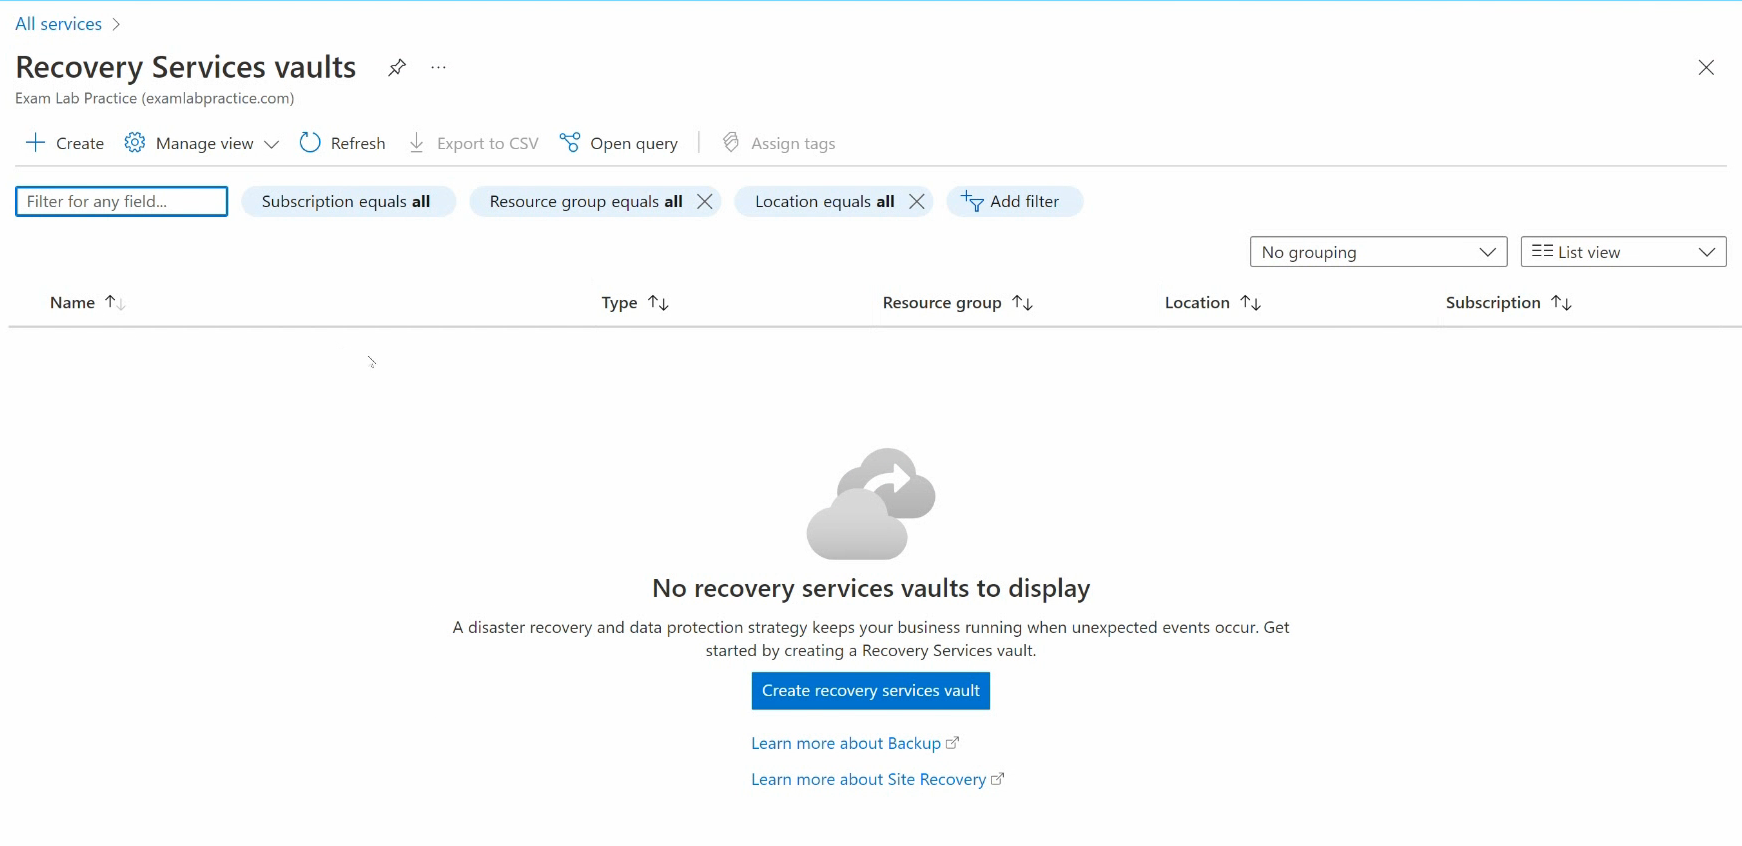 All services
Recovery Services vaults
Exam Lab Practice (examlabpractice.com)
Create Manage view Refresh Export to CSV Open query Assign tags
Filter for any field... Subscription equals all Resource group equals all Location equals all Add filter
No grouping List view
Name Type Resource group Location Subscription
No recovery services vaults to display
A disaster recovery and data protection strategy keeps your business running when unexpected events occur. Get
started by creating a Recovery Services vault.
Create recovery services vault
Learn more about Backup
Learn more about Site Recovery